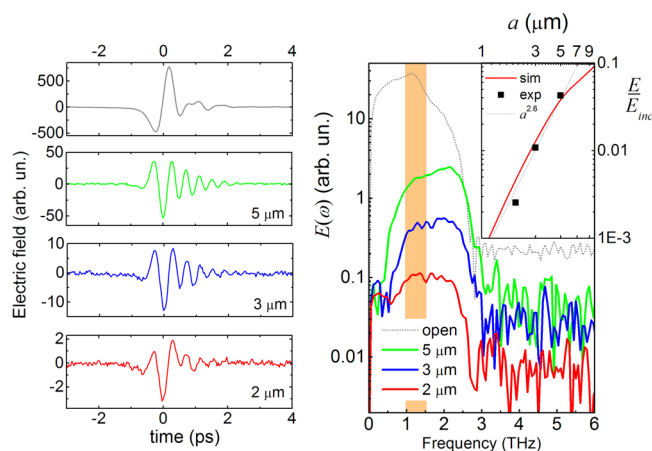 -2 0 2 4
500
0
-500
50
0
-50
5 μm
10
0
-10
3 μm
2
0
-2
2 μm
-2 0 2 4
time (ps)
Electric field (arb. un.)
a (μm)
1 3 5 7 9
sim
exp
a^2.6
0.1
0.01
1E-3
E
E_inc
10
1
0.1
0.01
E(ω) (arb. un.)
open
5 μm
3 μm
2 μm
0 1 2 3 4 5 6
Frequency (THz)